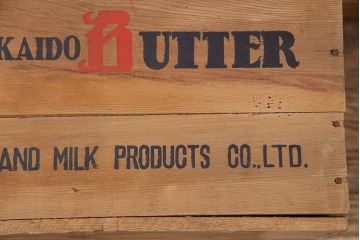 KAIDO BUTTER
AND MILK PRODUCTS CO.,LTD.